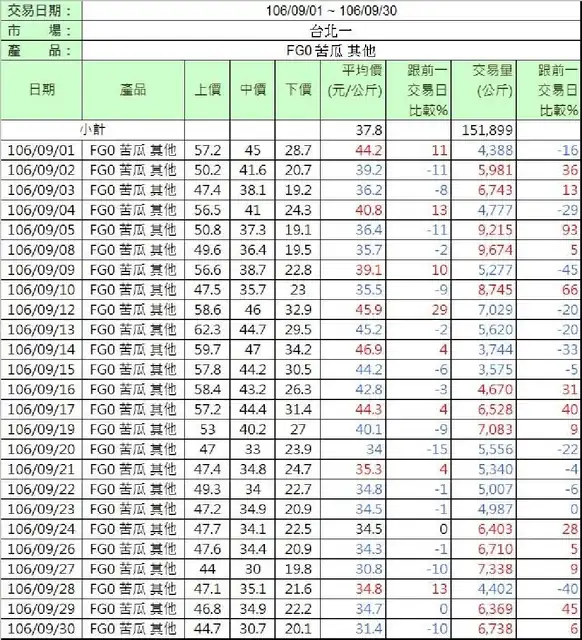 交易日期： 106/09/01 ~ 106/09/30
市 場： 台北一
產 品： FG0 苦瓜 其他
日期 產品 上價 中價 下價 平均價 (元/公斤) 跟前一 交易日 比較% 交易量 (公斤) 跟前一 交易日 比較%
小計 37.8 151,899
106/09/01 FG0 苦瓜 其他 57.2 45 28.7 44.2 11 4,388 -16
106/09/02 FG0 苦瓜 其他 50.2 41.6 20.7 39.2 -11 5,981 36
106/09/03 FG0 苦瓜 其他 47.4 38.1 19.2 36.2 -8 6,743 13
106/09/04 FG0 苦瓜 其他 56.5 41 24.3 40.8 13 4,777 -29
106/09/05 FG0 苦瓜 其他 50.8 37.3 19.1 36.4 -11 9,215 93
106/09/08 FG0 苦瓜 其他 49.6 36.4 19.5 35.7 -2 9,674 5
106/09/09 FG0 苦瓜 其他 56.6 38.7 22.8 39.1 10 5,277 -45
106/09/10 FG0 苦瓜 其他 47.5 35.7 23 35.5 -9 8,745 66
106/09/12 FG0 苦瓜 其他 58.6 46 32.9 45.9 29 7,029 -20
106/09/13 FG0 苦瓜 其他 62.3 44.7 29.5 45.2 -2 5,620 -20
106/09/14 FG0 苦瓜 其他 59.7 47 34.2 46.9 4 3,744 -33
106/09/15 FG0 苦瓜 其他 57.8 44.2 30.5 44.2 -6 3,575 -5
106/09/16 FG0 苦瓜 其他 58.4 43.2 26.3 42.8 -3 4,670 31
106/09/17 FG0 苦瓜 其他 57.2 44.4 31.4 44.3 4 6,528 40
106/09/19 FG0 苦瓜 其他 53 40.2 27 40.1 -9 7,083 9
106/09/20 FG0 苦瓜 其他 47 33 23.9 34 -15 5,556 -22
106/09/21 FG0 苦瓜 其他 47.4 34.8 24.7 35.3 4 5,340 -4
106/09/22 FG0 苦瓜 其他 49.3 34 22.7 34.8 -1 5,007 -6
106/09/23 FG0 苦瓜 其他 47.2 34.9 20.9 34.5 -1 4,987 0
106/09/24 FG0 苦瓜 其他 47.7 34.1 22.5 34.5 0 6,403 28
106/09/26 FG0 苦瓜 其他 47.6 34.4 20.9 34.3 -1 6,710 5
106/09/27 FG0 苦瓜 其他 44 30 19.8 30.8 -10 7,338 9
106/09/28 FG0 苦瓜 其他 47.1 35.1 21.6 34.8 13 4,402 -40
106/09/29 FG0 苦瓜 其他 46.8 34.9 22.2 34.7 0 6,369 45
106/09/30 FG0 苦瓜 其他 44.7 30.7 20.1 31.4 -10 6,738 6